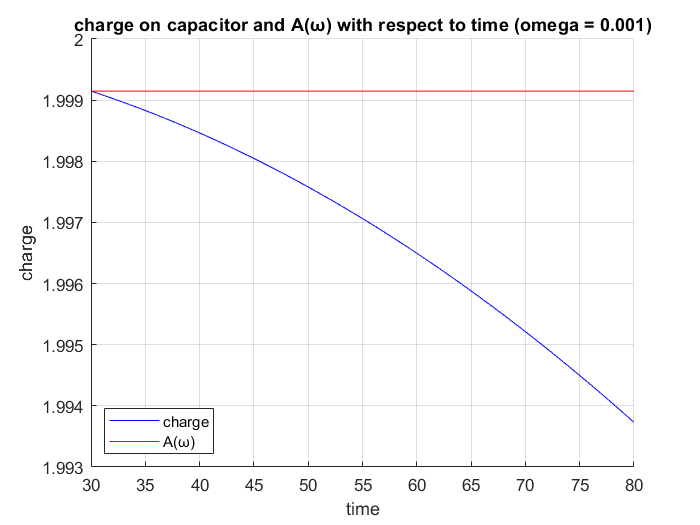 charge on capacitor and A(ω) with respect to time (omega = 0.001)
2
1.999
1.998
1.997
1.996
1.995
1.994
1.993
charge
charge
A(ω)
30 35 40 45 50 55 60 65 70 75 80
time